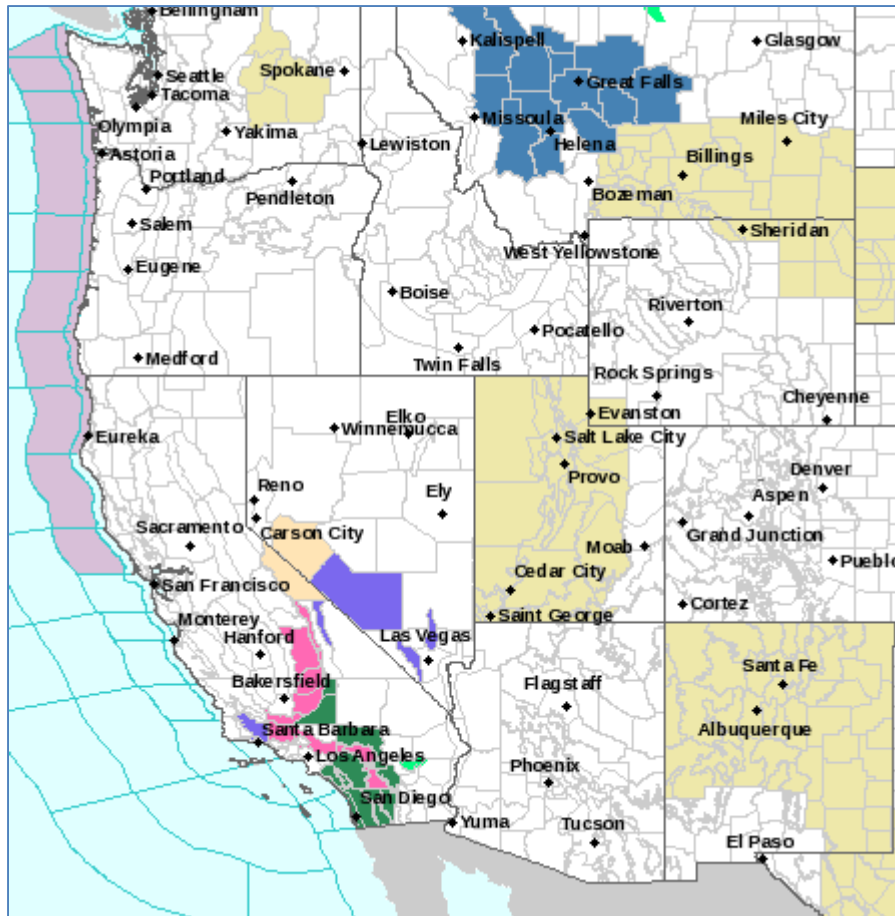 Bellingham
Kalispell
Glasgow
Seattle
Spokane
Great Falls
Tacoma
Olympia
Yakima
Missoula
Helena
Miles City
Astoria
Lewiston
Portland
Pendleton
Billings
Bozeman
Salem
Sheridan
West Yellowstone
Eugene
Boise
Riverton
Pocatello
Medford
Twin Falls
Rock Springs
Cheyenne
Eureka
Elko
Winnemucca
Evanston
Salt Lake City
Provo
Denver
Reno
Ely
Aspen
Sacramento
Carson City
Grand Junction
Moab
Pueblo
San Francisco
Cedar City
Cortez
Monterey
Saint George
Hanford
Las Vegas
Santa Fe
Bakersfield
Flagstaff
Albuquerque
Santa Barbara
Los Angeles
Phoenix
San Diego
Yuma
Tucson
El Paso